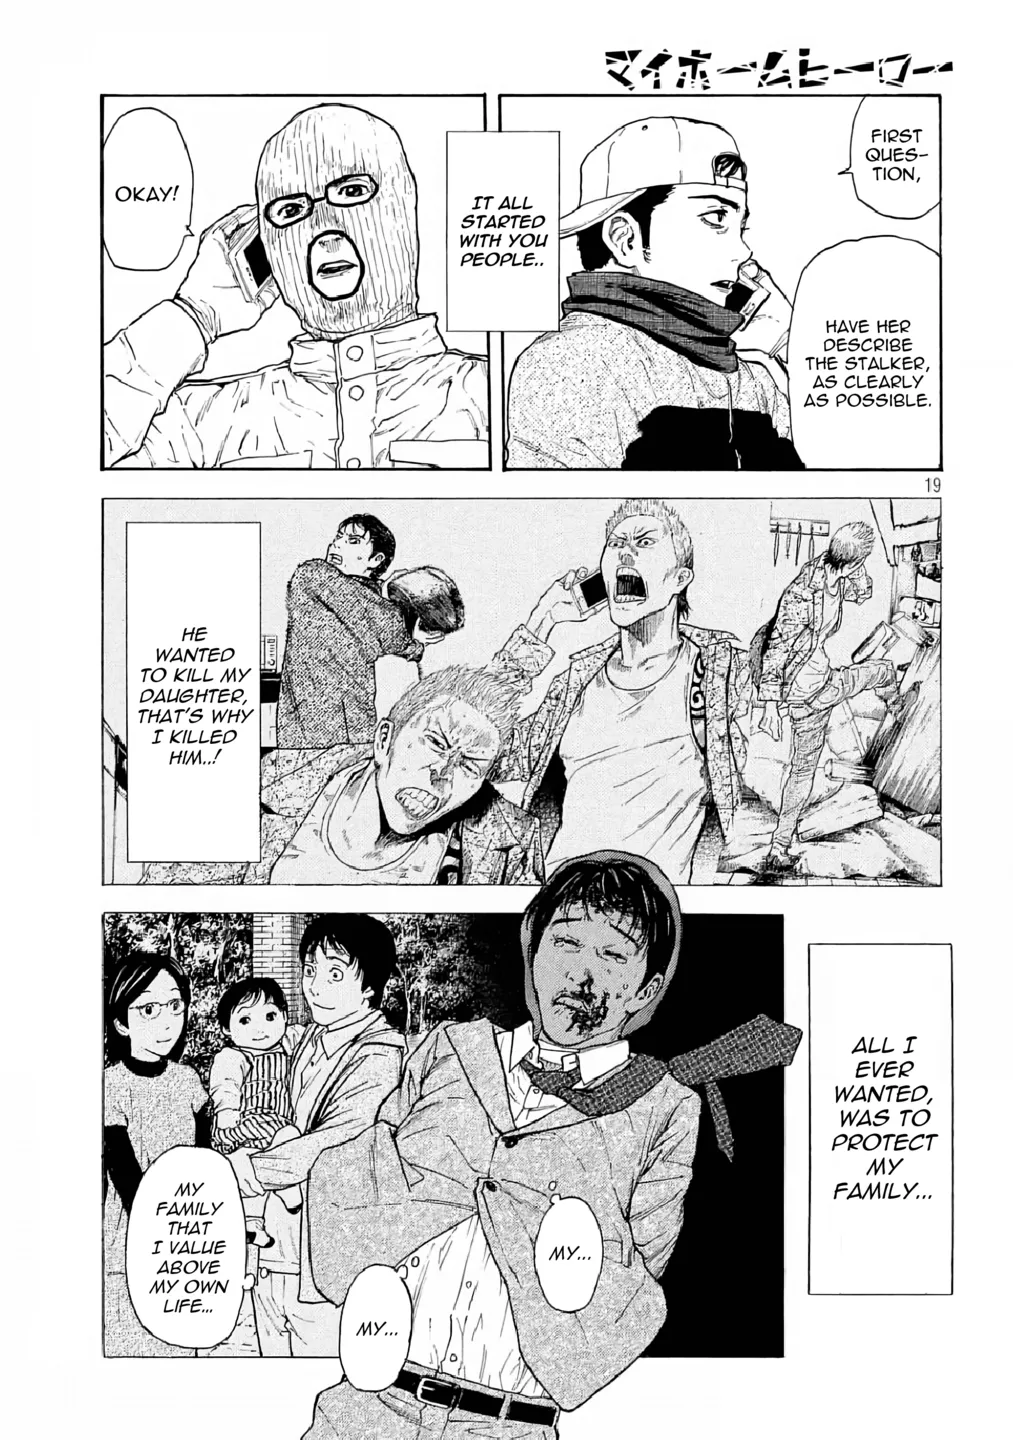 マイホームヒーロー
FIRST
QUES-
TION,
HAVE HER
DESCRIBE
THE STALKER,
AS CLEARLY
AS POSSIBLE.
IT ALL
STARTED
WITH YOU
PEOPLE..
OKAY!
19
HE
WANTED
TO KILL MY
DAUGHTER,
THAT'S WHY
I KILLED
HIM..!
ALL I
EVER
WANTED,
WAS TO
PROTECT
MY
FAMILY...
MY...
MY...
MY
FAMILY
THAT
I VALUE
ABOVE
MY OWN
LIFE...